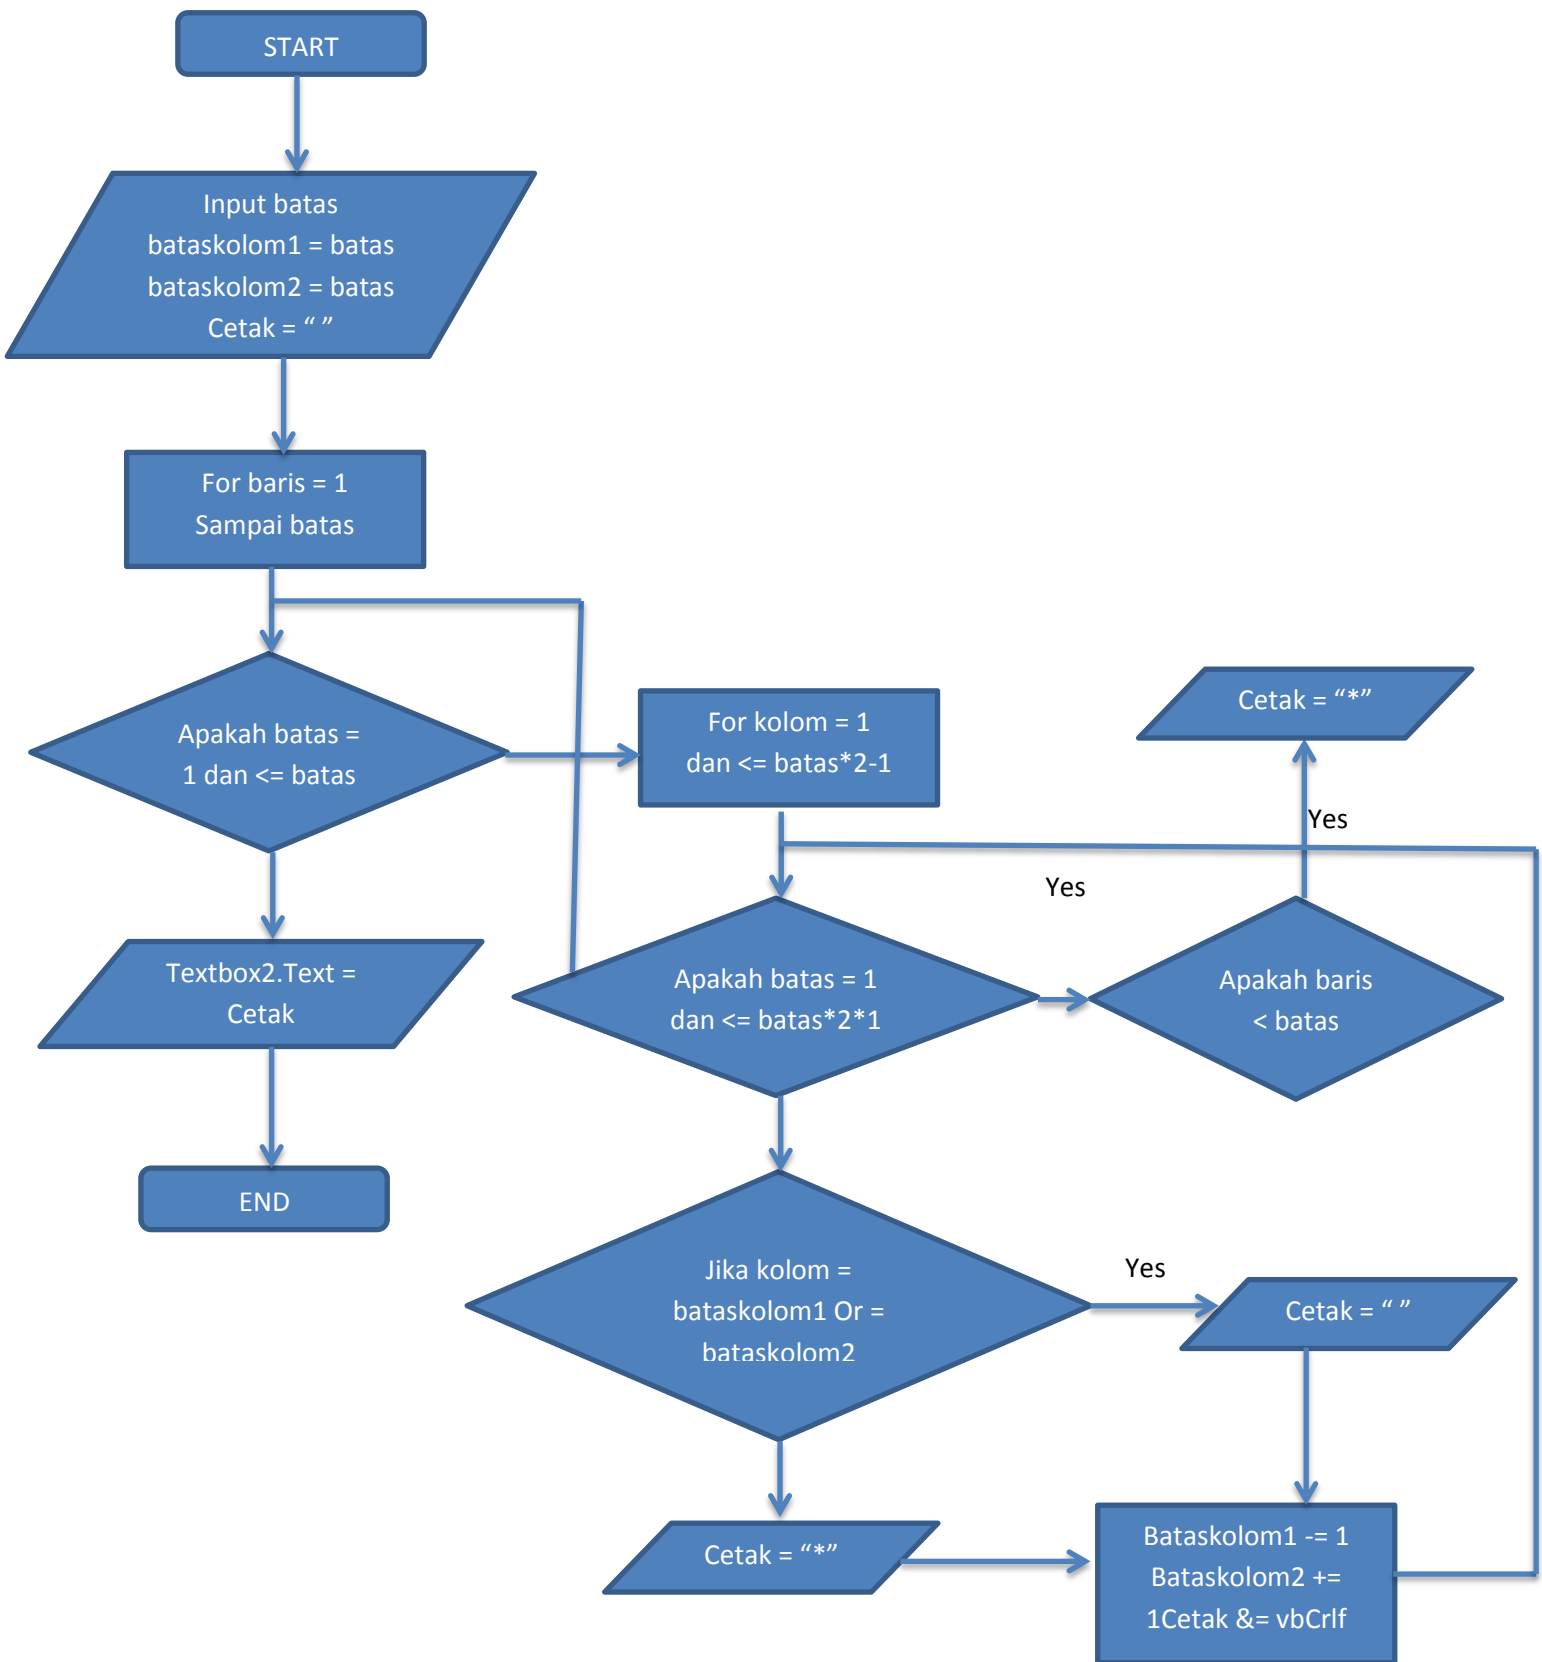 START
Input batas
bataskolom1 = batas
bataskolom2 = batas
Cetak = “ ”
For baris = 1
Sampai batas
Apakah batas =
1 dan <= batas
Textbox2.Text =
Cetak
END
For kolom = 1
dan <= batas*2-1
Apakah batas = 1
dan <= batas*2*1
Yes
Apakah baris
< batas
Yes
Cetak = “*”
Jika kolom =
bataskolom1 Or =
bataskolom2
Yes
Cetak = “ ”
Cetak = “*”
Bataskolom1 -= 1
Bataskolom2 +=
1Cetak &= vbCrlf